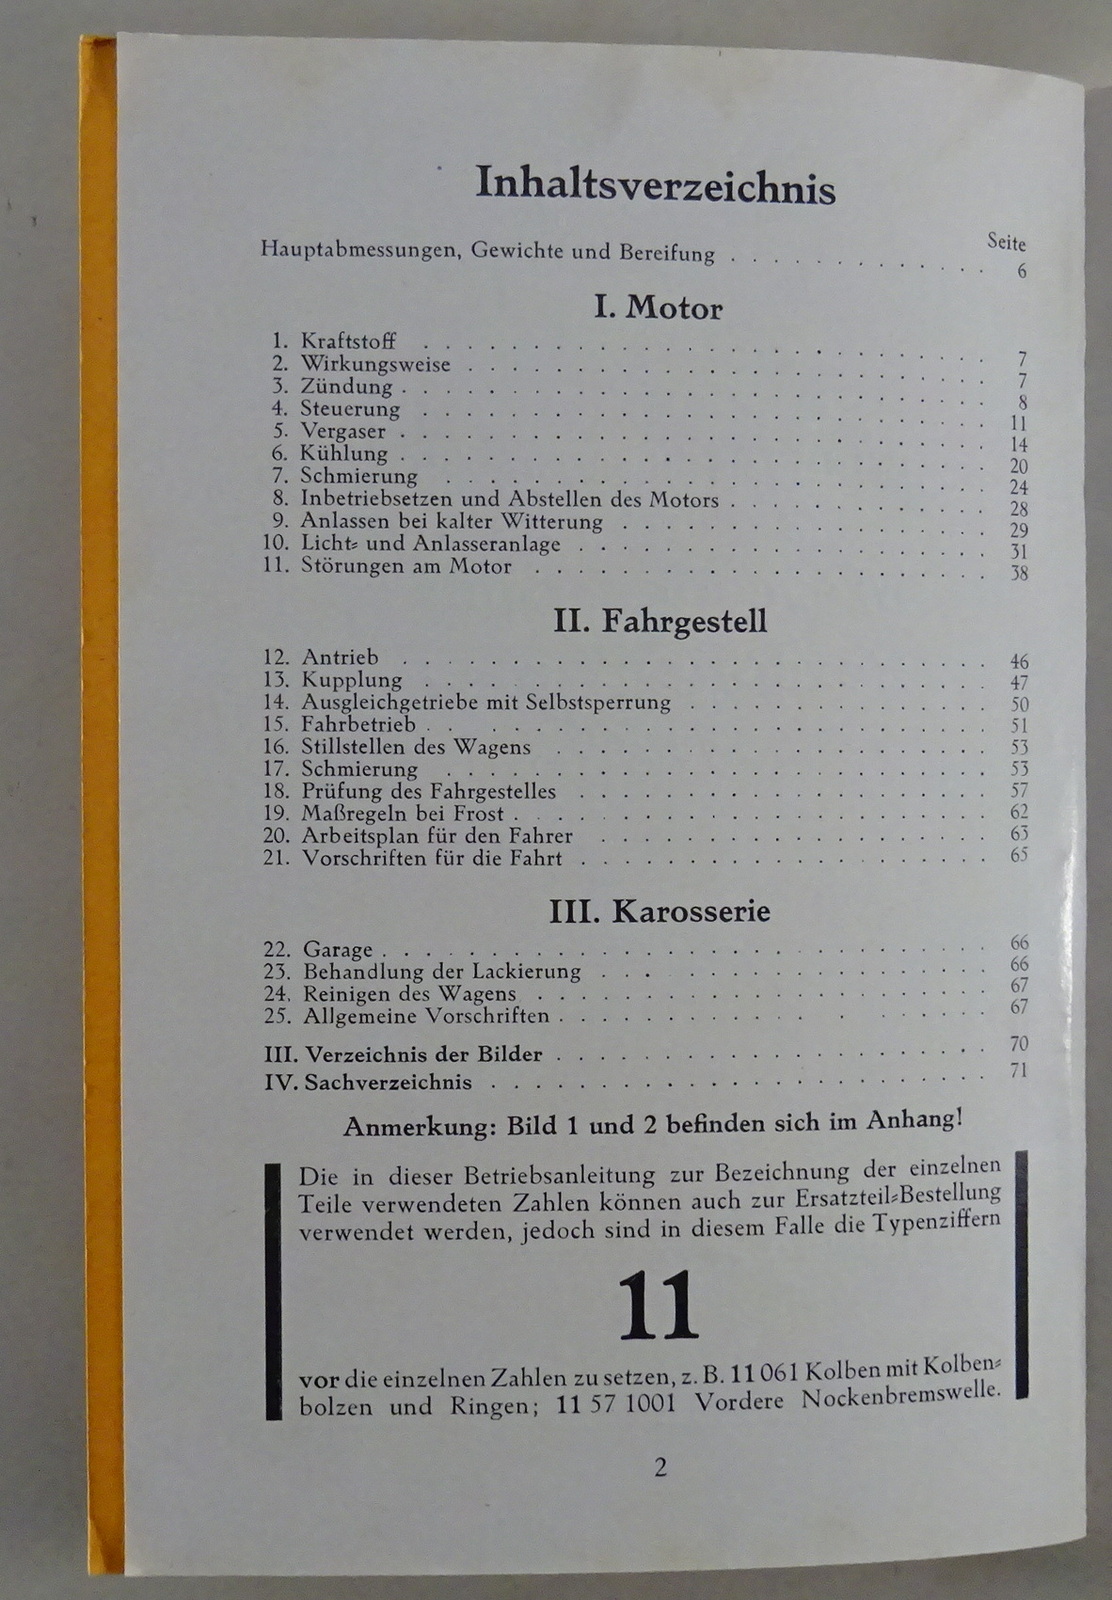 Inhaltsverzeichnis
Seite
Hauptabmessungen, Gewichte und Bereifung . . . . . . . . . . . . 6
I. Motor
1. Kraftstoff . . . . . . . . . . . . 7
2. Wirkungsweise . . . . . . . . . . . . 7
3. Zündung . . . . . . . . . . . . 8
4. Steuerung . . . . . . . . . . . . 11
5. Vergaser . . . . . . . . . . . . 14
6. Kühlung . . . . . . . . . . . . 20
7. Schmierung . . . . . . . . . . . . 24
8. Inbetriebsetzen und Abstellen des Motors . . . . . . . . . . . . 28
9. Anlassen bei kalter Witterung . . . . . . . . . . . . 29
10. Licht- und Anlasseranlage . . . . . . . . . . . . 31
11. Störungen am Motor . . . . . . . . . . . . 38
II. Fahrgestell
12. Antrieb . . . . . . . . . . . . 46
13. Kupplung . . . . . . . . . . . . 47
14. Ausgleichgetriebe mit Selbstsperrung . . . . . . . . . . . . 50
15. Fahrbetrieb . . . . . . . . . . . . 51
16. Stillstellen des Wagens . . . . . . . . . . . . 53
17. Schmierung . . . . . . . . . . . . 53
18. Prüfung des Fahrgestelles . . . . . . . . . . . . 57
19. Maßregeln bei Frost . . . . . . . . . . . . 62
20. Arbeitsplan für den Fahrer . . . . . . . . . . . . 63
21. Vorschriften für die Fahrt . . . . . . . . . . . . 65
III. Karosserie
22. Garage . . . . . . . . . . . . 66
23. Behandlung der Lackierung . . . . . . . . . . . . 66
24. Reinigen des Wagens . . . . . . . . . . . . 67
25. Allgemeine Vorschriften . . . . . . . . . . . . 67
III. Verzeichnis der Bilder . . . . . . . . . . . . 70
IV. Sachverzeichnis . . . . . . . . . . . . 71
Anmerkung: Bild 1 und 2 befinden sich im Anhang!
Die in dieser Betriebsanleitung zur Bezeichnung der einzelnen
Teile verwendeten Zahlen können auch zur Ersatzteil-Bestellung
verwendet werden, jedoch sind in diesem Falle die Typenziffern
11
vor die einzelnen Zahlen zu setzen, z. B. 11 061 Kolben mit Kolben-
bolzen und Ringen; 11 57 1001 Vordere Nockenbremswelle.
2